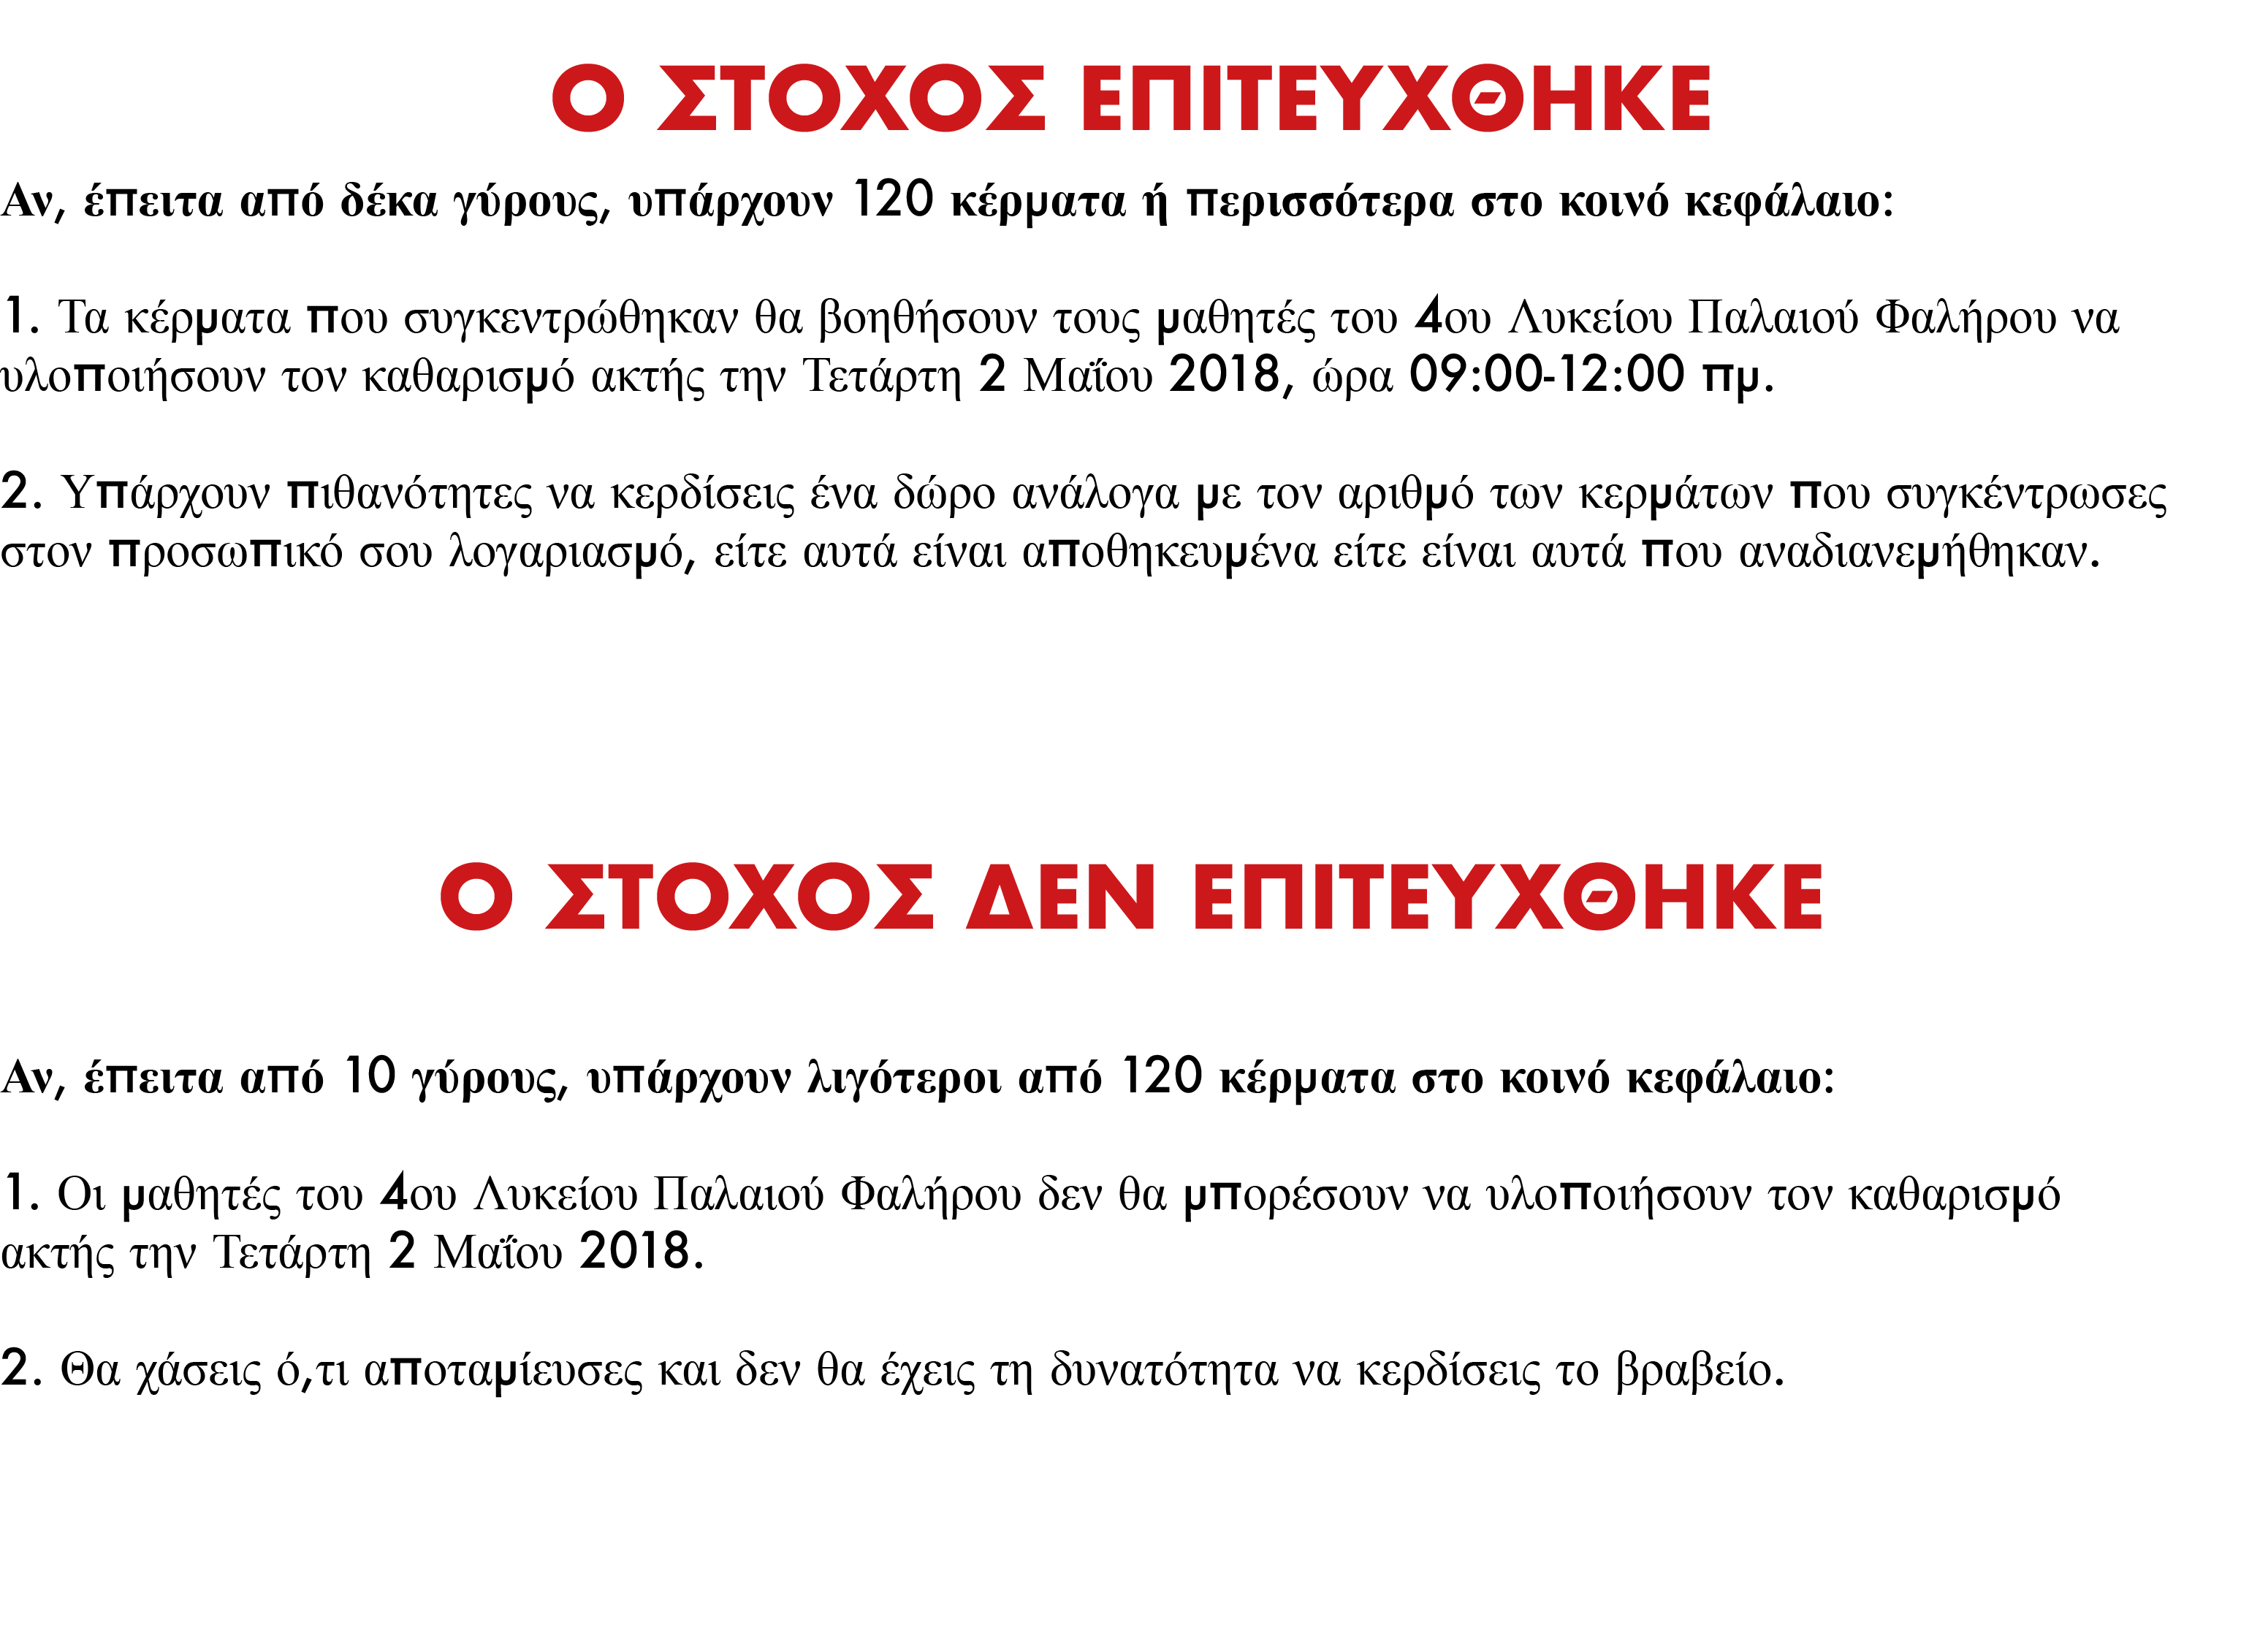 Ο ΣΤΟΧΟΣ ΕΠΙΤΕΥΧΘΗΚΕ
Αν, έπειτα από δέκα γύρους, υπάρχουν 120 κέρματα ή περισσότερα στο κοινό κεφάλαιο:
1. Τα κέρματα που συγκεντρώθηκαν θα βοηθήσουν τους μαθητές του 4ου Λυκείου Παλαιού Φαλήρου να
υλοποιήσουν τον καθαρισμό ακτής την Τετάρτη 2 Μαΐου 2018, ώρα 09:00-12:00 πμ.
2. Υπάρχουν πιθανότητες να κερδίσεις ένα δώρο ανάλογα με τον αριθμό των κερμάτων που συγκέντρωσες
στον προσωπικό σου λογαριασμό, είτε αυτά είναι αποθηκευμένα είτε είναι αυτά που αναδιανεμήθηκαν.
Ο ΣΤΟΧΟΣ ΔΕΝ ΕΠΙΤΕΥΧΘΗΚΕ
Αν, έπειτα από 10 γύρους, υπάρχουν λιγότεροι από 120 κέρματα στο κοινό κεφάλαιο:
1. Οι μαθητές του 4ου Λυκείου Παλαιού Φαλήρου δεν θα μπορέσουν να υλοποιήσουν τον καθαρισμό
ακτής την Τετάρτη 2 Μαΐου 2018.
2. Θα χάσεις ό,τι αποταμίευσες και δεν θα έχεις τη δυνατότητα να κερδίσεις το βραβείο.